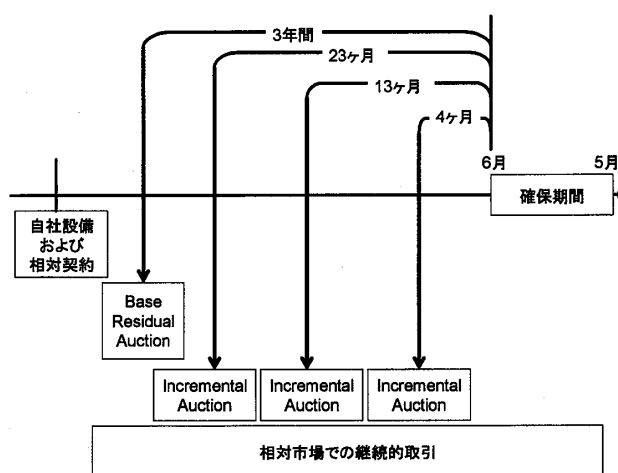 3年間
23ヶ月
13ヶ月
4ヶ月
6月
5月
確保期間
自社設備
および
相対契約
Base
Residual
Auction
Incremental
Auction
Incremental
Auction
Incremental
Auction
相対市場での継続的取引